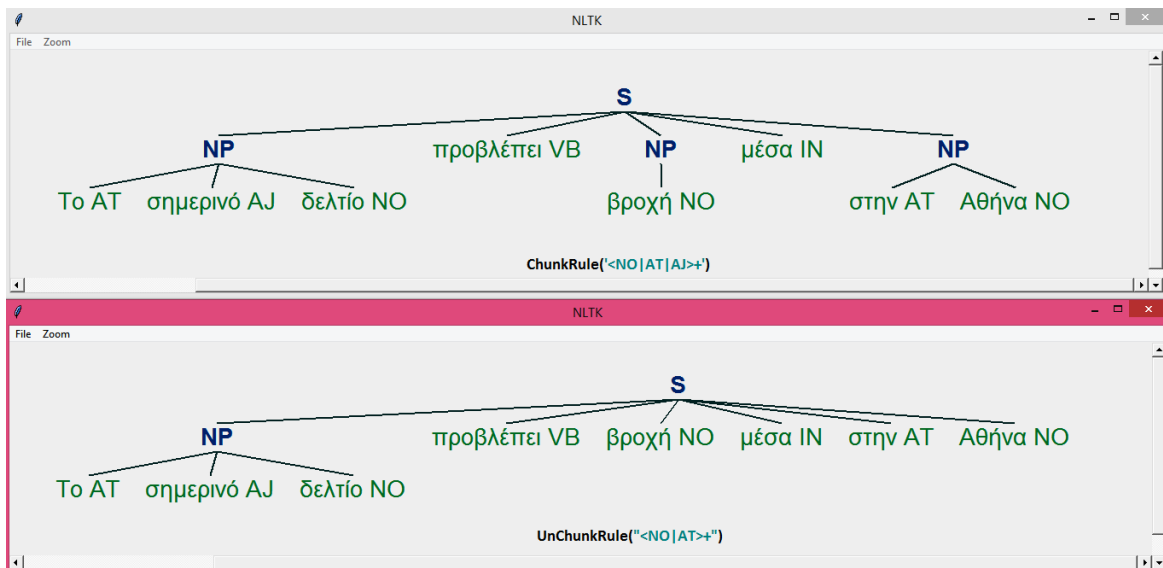 NLTK
File Zoom
S
NP προβλέπει VB NP μέσα IN NP
Το AT σημερινό AJ δελτίο NO βροχή NO στην AT Αθήνα NO
ChunkRule('<NO|AT|AJ>+')
NLTK
File Zoom
S
NP προβλέπει VB βροχή NO μέσα IN στην AT Αθήνα NO
Το AT σημερινό AJ δελτίο NO
UnChunkRule("<NO|AT>+")